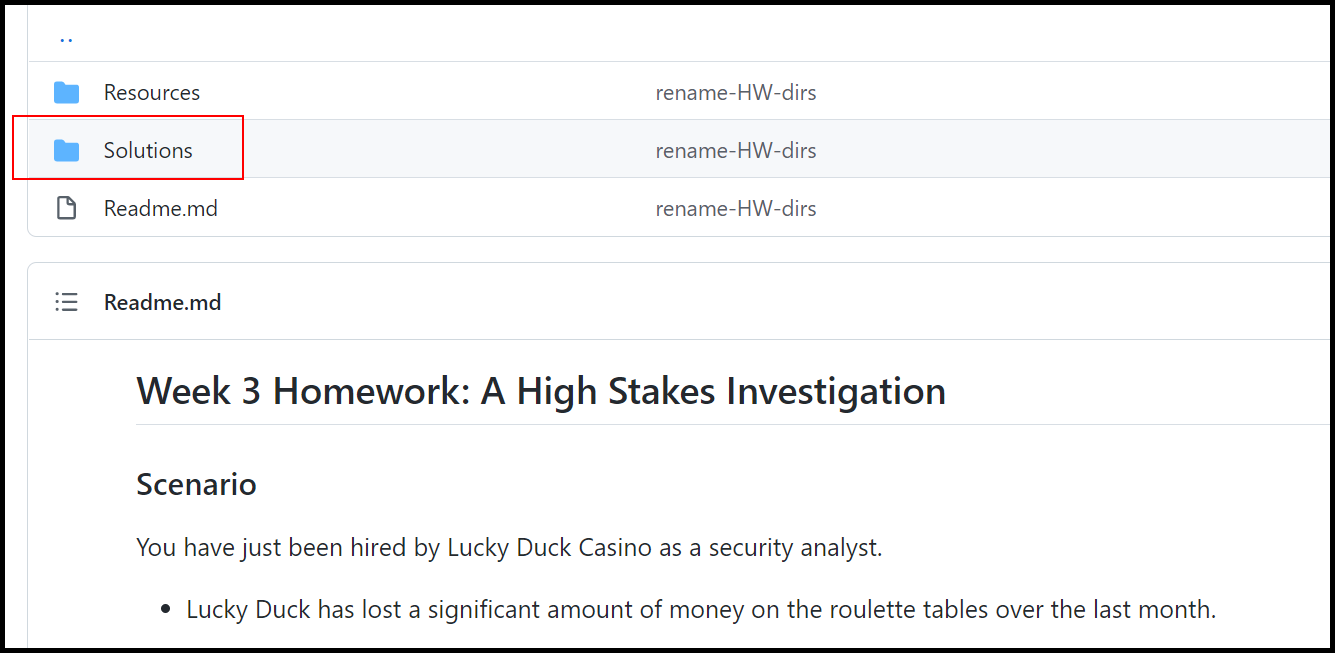 ..
Resources rename-HW-dirs
Solutions rename-HW-dirs
Readme.md rename-HW-dirs
Readme.md
Week 3 Homework: A High Stakes Investigation
Scenario
You have just been hired by Lucky Duck Casino as a security analyst.
• Lucky Duck has lost a significant amount of money on the roulette tables over the last month.